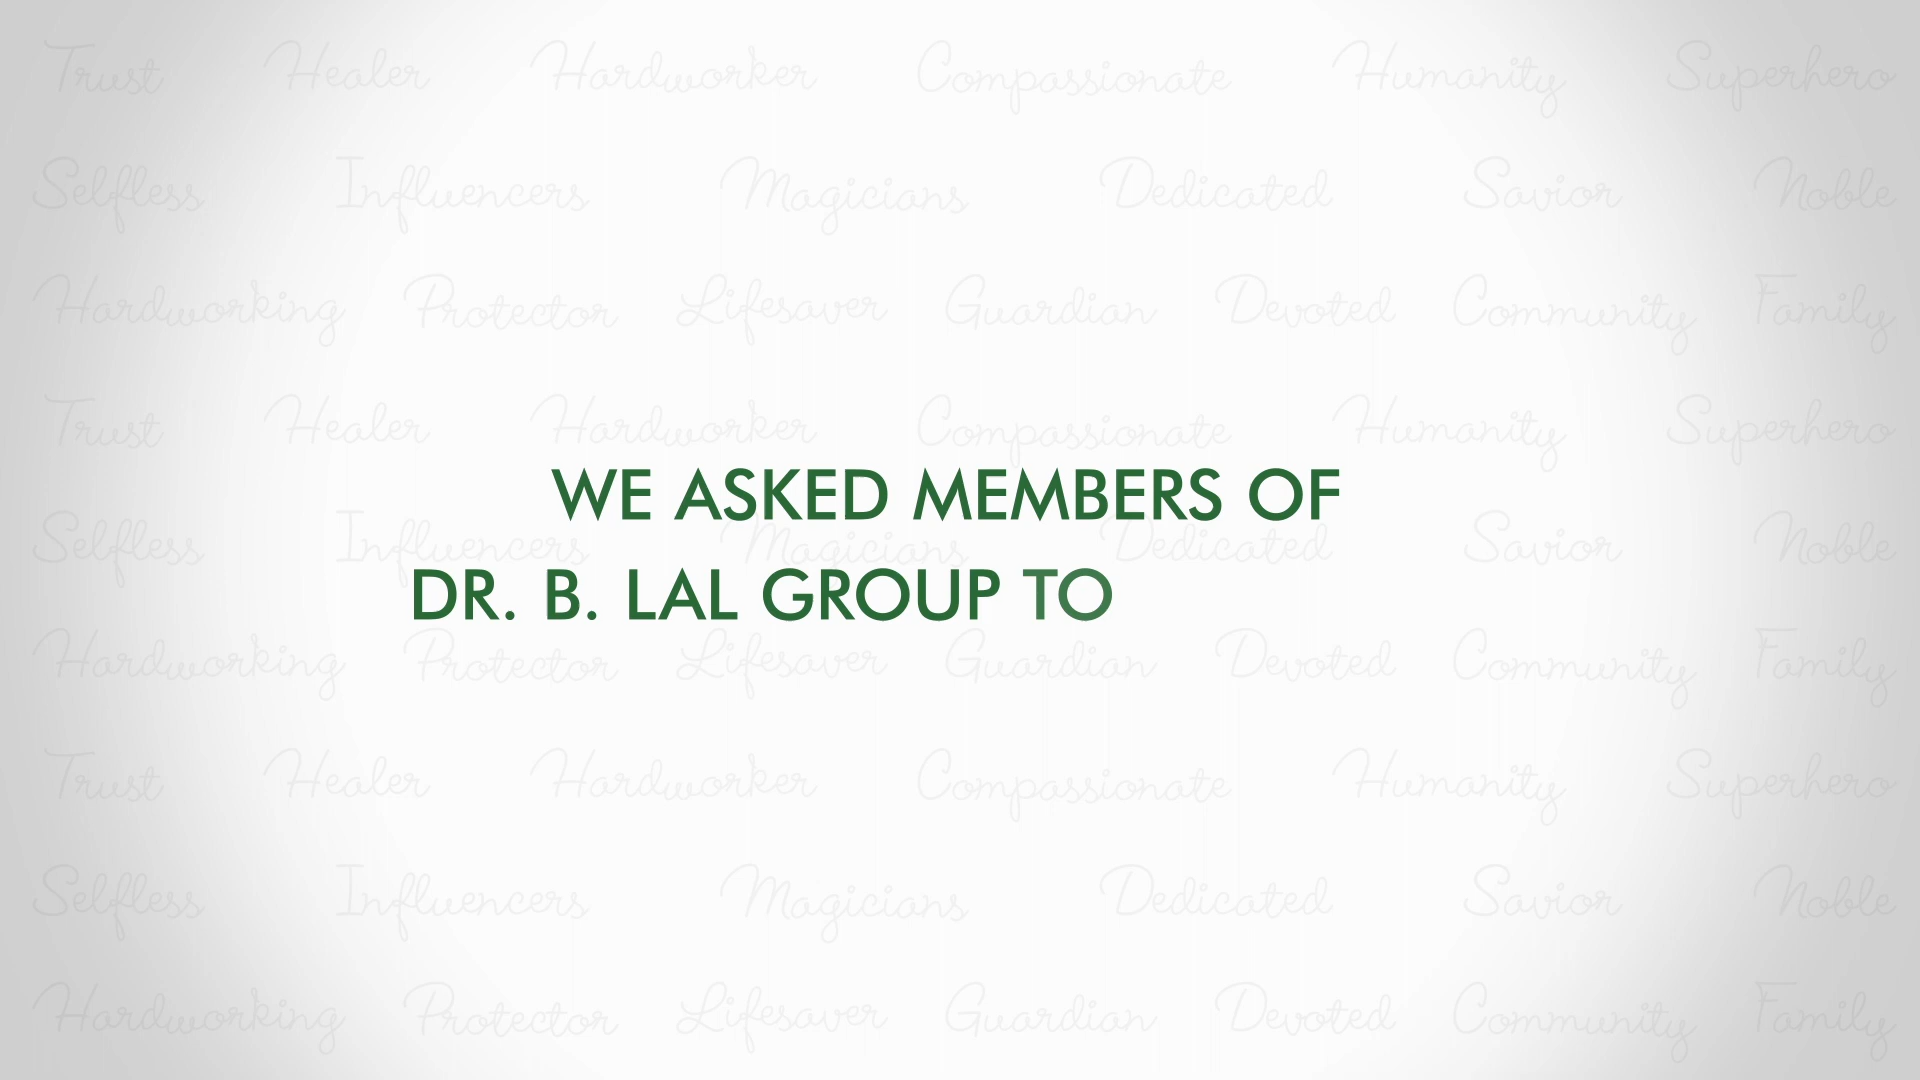 Trust Healer Hardworker Compassionate Humanity Superhero
Selfless Influencers Magicians Dedicated Savior Noble
Hardworking Protector Lifesaver Guardian Devoted Community Family
Trust Healer Hardworker Compassionate Humanity Superhero
WE ASKED MEMBERS OF
Selfless Influencers Magicians Dedicated Savior Noble
DR. B. LAL GROUP TO
Hardworking Protector Lifesaver Guardian Devoted Community Family
Trust Healer Hardworker Compassionate Humanity Superhero
Selfless Influencers Magicians Dedicated Savior Noble
Hardworking Protector Lifesaver Guardian Devoted Community Family